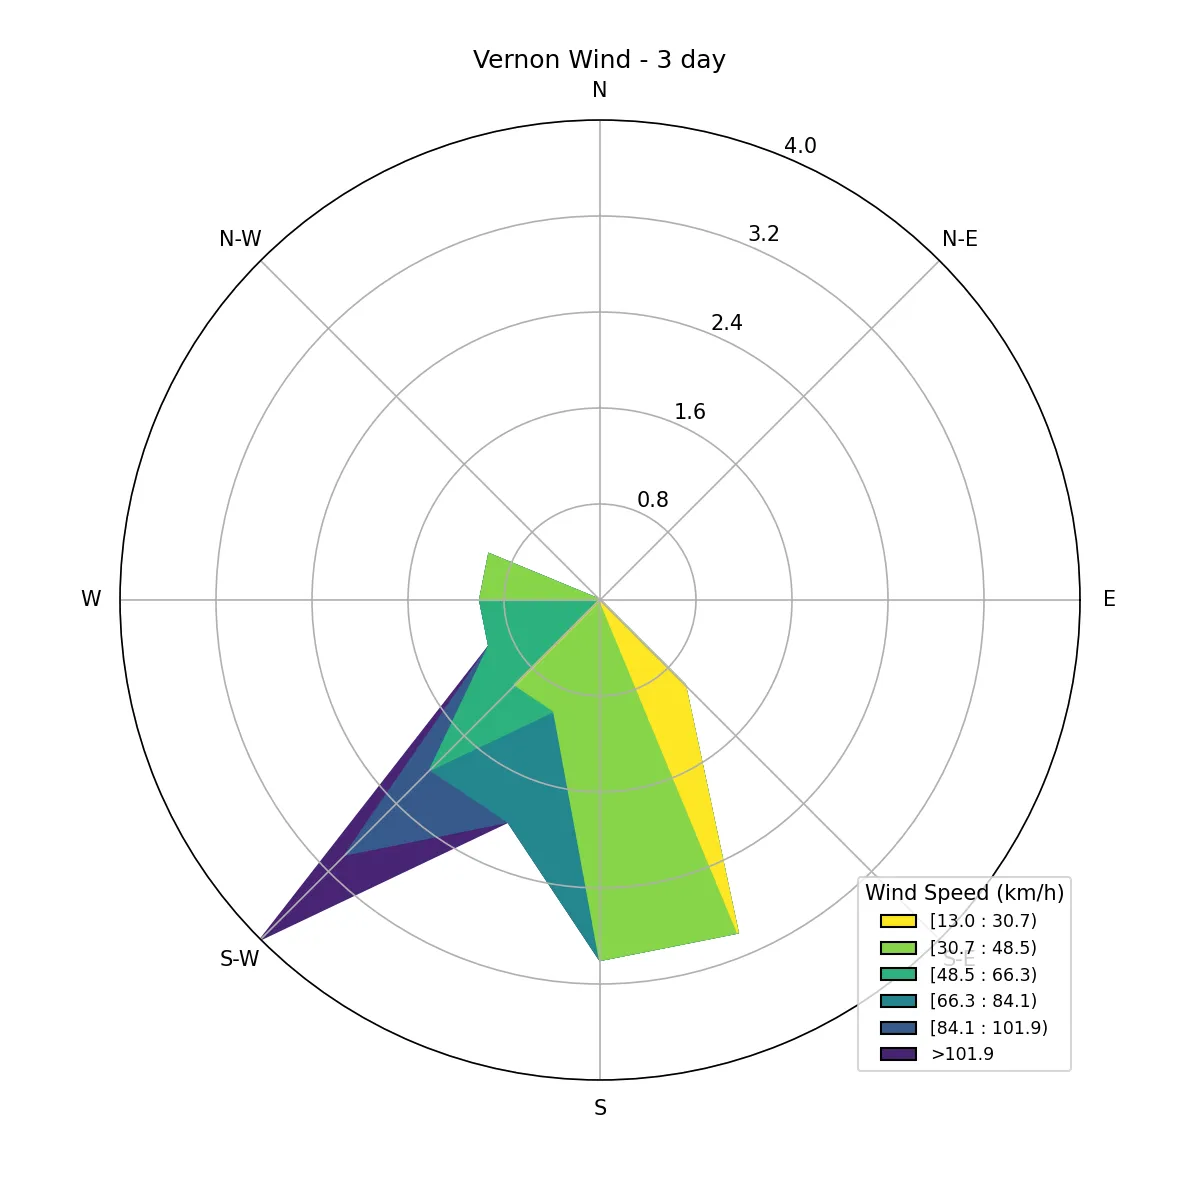 Vernon Wind - 3 day
N
4.0
N-W
3.2
N-E
2.4
1.6
0.8
W
E
Wind Speed (km/h)
[13.0 : 30.7)
[30.7 : 48.5)
S-W
S-E
[48.5 : 66.3)
[66.3 : 84.1)
[84.1 : 101.9)
>101.9
S